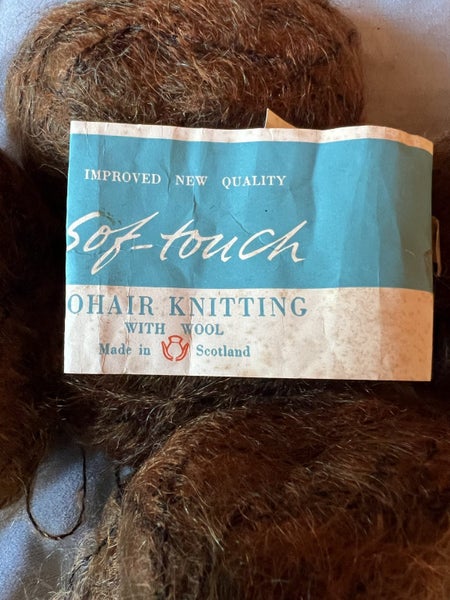 IMPROVED NEW QUALITY
Sof-touch
OHAIR KNITTING
WITH WOOL
Made in Scotland